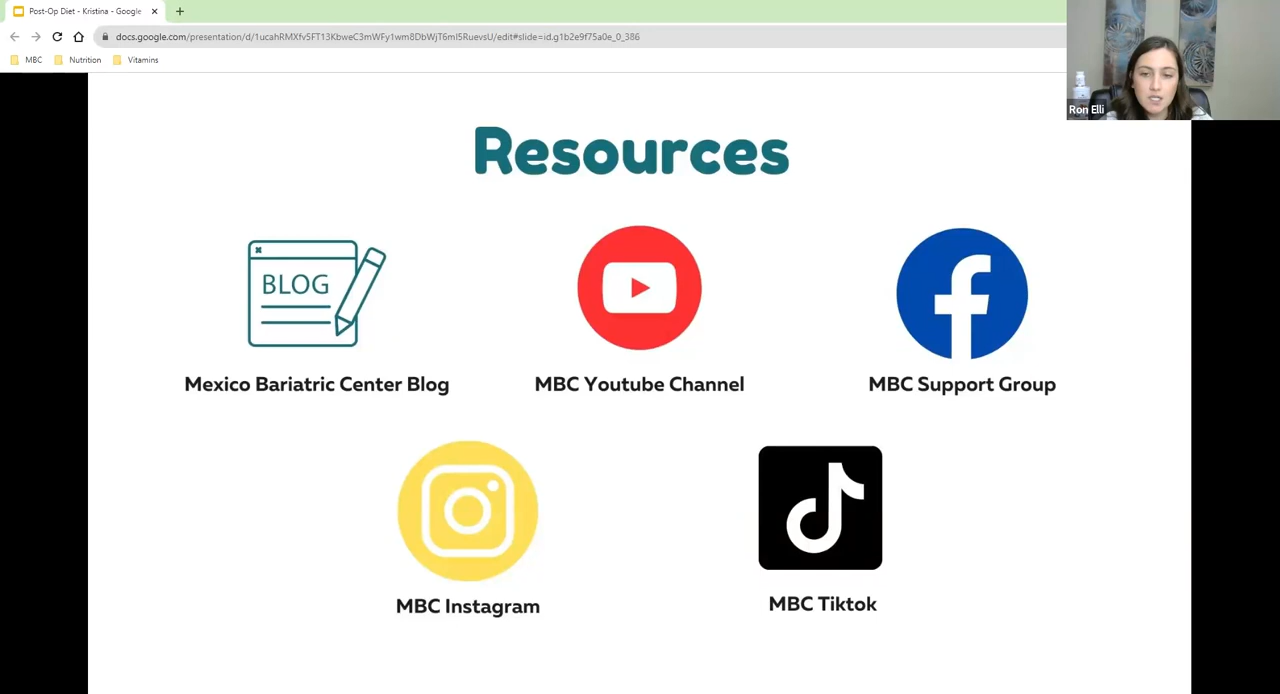 Post-Op Diet - Kristina - Google
docs.google.com/presentation/d/1ucahRMXfv5FT13KbweC3mWFy1wm8DbWjT6mI5RuevsU/edit#slide=id.g1b2e9f75a0e_0_386
MBC
Nutrition
Vitamins
Ron Elli
Resources
BLOG
Mexico Bariatric Center Blog
MBC Youtube Channel
MBC Support Group
MBC Instagram
MBC Tiktok